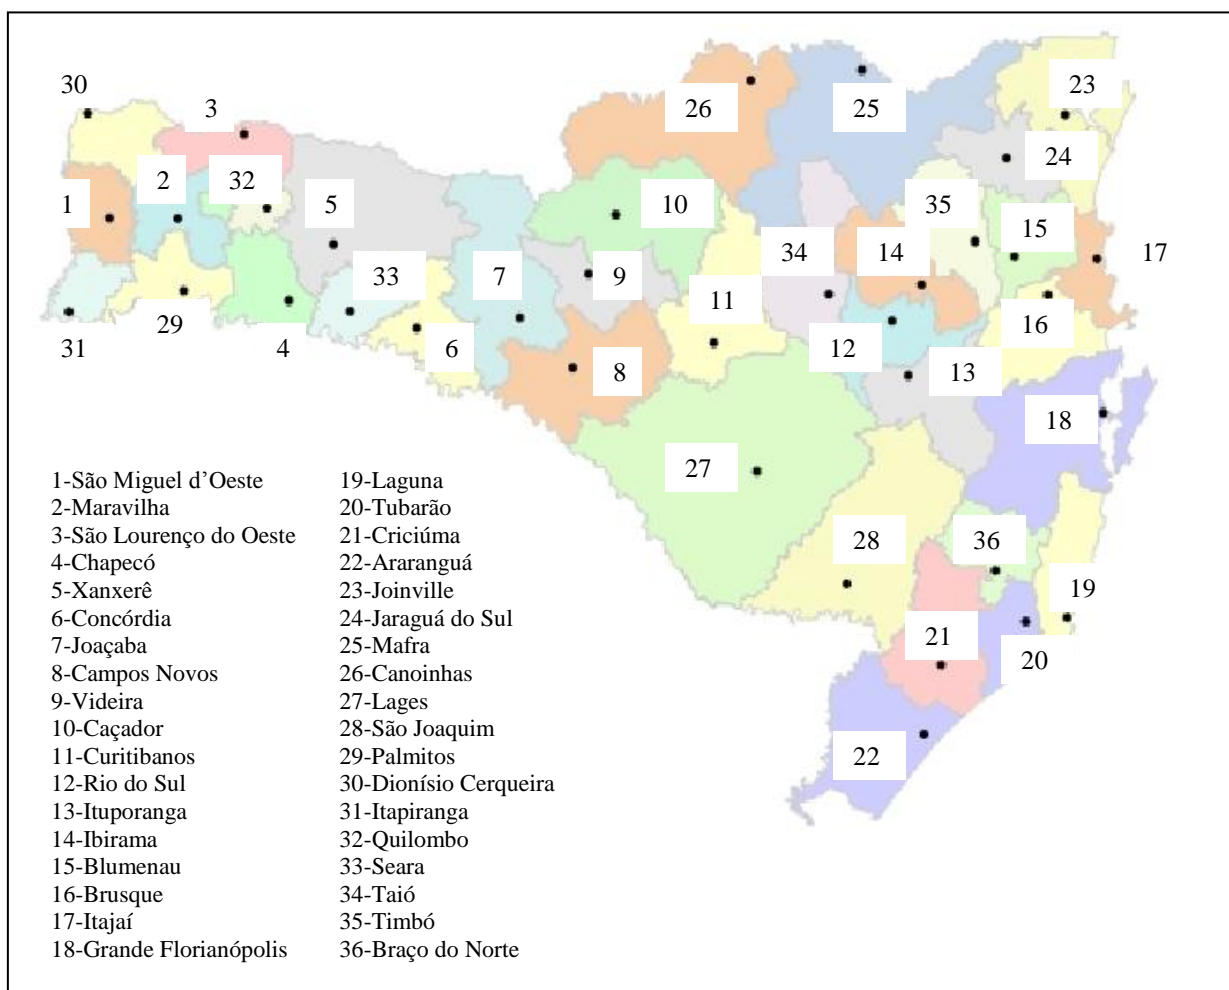 30
3
26
25
23
24
1
2
32
5
10
35
15
34
14
17
33
7
9
11
29
16
31
4
6
12
13
8
18
27
28
36
19
21
20
22
1-São Miguel d’Oeste
2-Maravilha
3-São Lourenço do Oeste
4-Chapecó
5-Xanxerê
6-Concórdia
7-Joaçaba
8-Campos Novos
9-Videira
10-Caçador
11-Curitibanos
12-Rio do Sul
13-Ituporanga
14-Ibirama
15-Blumenau
16-Brusque
17-Itajaí
18-Grande Florianópolis
19-Laguna
20-Tubarão
21-Criciúma
22-Araranguá
23-Joinville
24-Jaraguá do Sul
25-Mafra
26-Canoinhas
27-Lages
28-São Joaquim
29-Palmitos
30-Dionísio Cerqueira
31-Itapiranga
32-Quilombo
33-Seara
34-Taió
35-Timbó
36-Braço do Norte